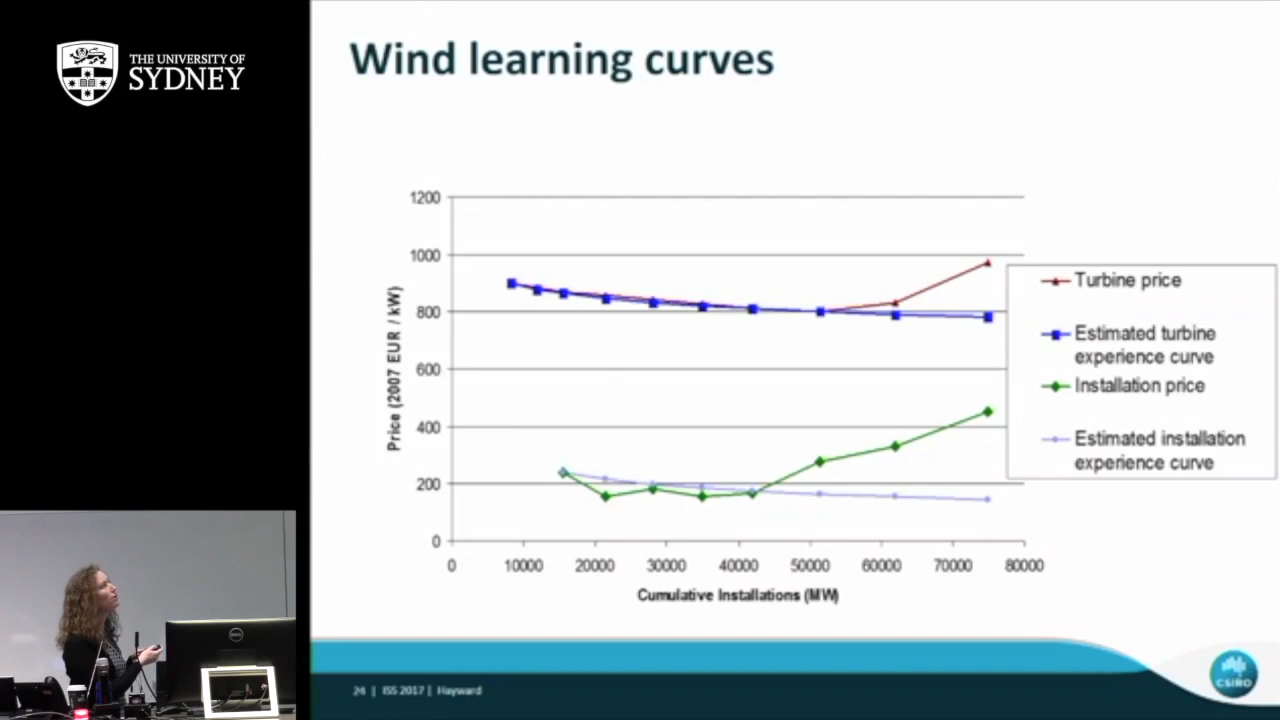 THE UNIVERSITY OF
SYDNEY
Wind learning curves
1200
1000
800
600
400
200
0
Price (2007 EUR / kW)
0 10000 20000 30000 40000 50000 60000 70000 80000
Cumulative Installations (MW)
Turbine price
Estimated turbine
experience curve
Installation price
Estimated installation
experience curve
24 | ISS 2017 | Hayward
CSIRO
DELL